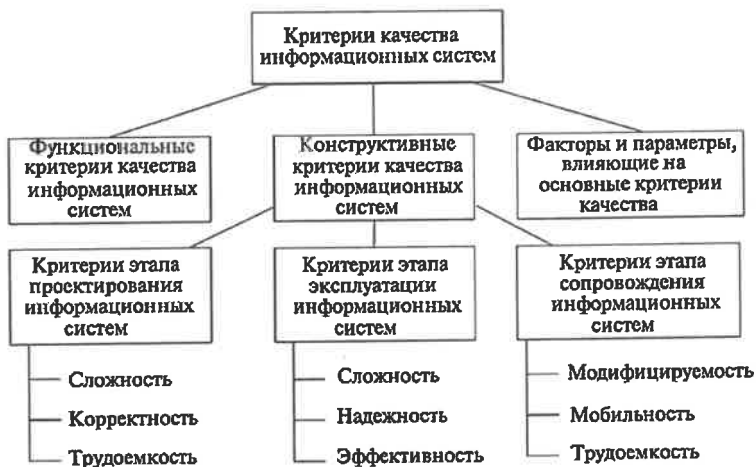 Критерии качества
информационных систем
Функциональные
критерии качества
информационных
систем
Конструктивные
критерии качества
информационных
систем
Факторы и параметры,
влияющие на
основные критерии
качества
Критерии этапа
проектирования
информационных
систем
Критерии этапа
эксплуатации
информационных
систем
Критерии этапа
сопровождения
информационных
систем
Сложность
Корректность
Трудоемкость
Сложность
Надежность
Эффективность
Модифицируемость
Мобильность
Трудоемкость